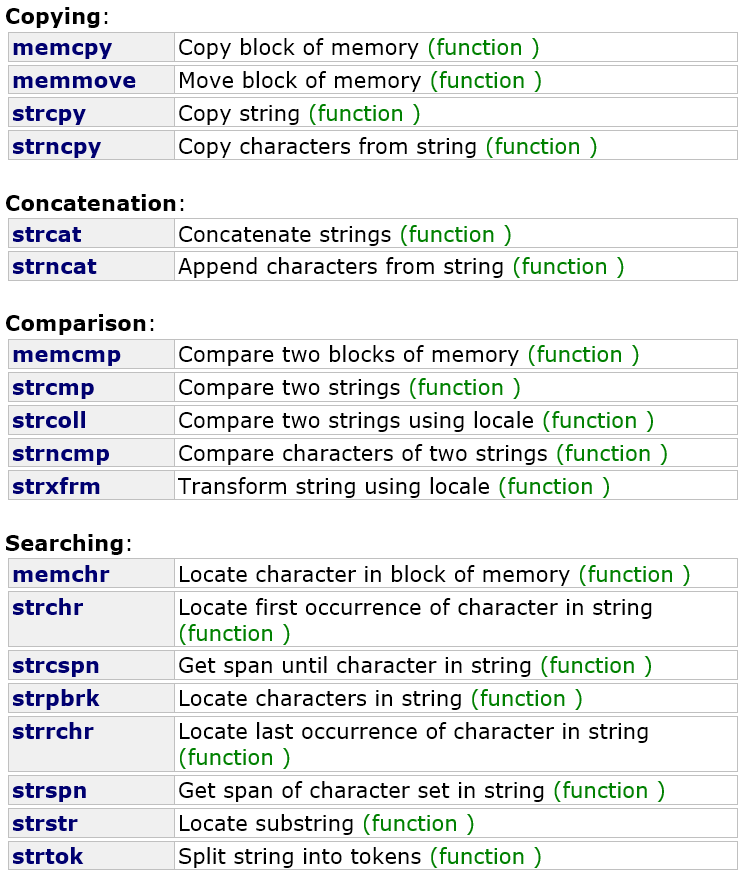 Copying:
memcpy Copy block of memory (function )
memmove Move block of memory (function )
strcpy Copy string (function )
strncpy Copy characters from string (function )
Concatenation:
strcat Concatenate strings (function )
strncat Append characters from string (function )
Comparison:
memcmp Compare two blocks of memory (function )
strcmp Compare two strings (function )
strcoll Compare two strings using locale (function )
strncmp Compare characters of two strings (function )
strxfrm Transform string using locale (function )
Searching:
memchr Locate character in block of memory (function )
strchr Locate first occurrence of character in string
(function )
strcspn Get span until character in string (function )
strpbrk Locate characters in string (function )
strrchr Locate last occurrence of character in string
(function )
strspn Get span of character set in string (function )
strstr Locate substring (function )
strtok Split string into tokens (function )